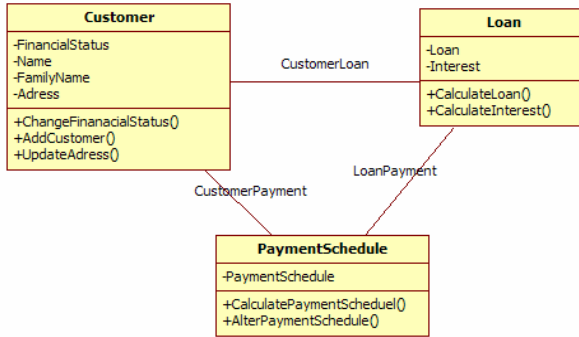 Customer
-FinancialStatus
-Name
-FamilyName
-Adress
+ChangeFinanacialStatus()
+AddCustomer()
+UpdateAdress()
CustomerLoan
Loan
-Loan
-Interest
+CalculateLoan()
+CalculateInterest()
CustomerPayment
LoanPayment
PaymentSchedule
-PaymentSchedule
+CalculatePaymentScheduel()
+AlterPaymentSchedule()